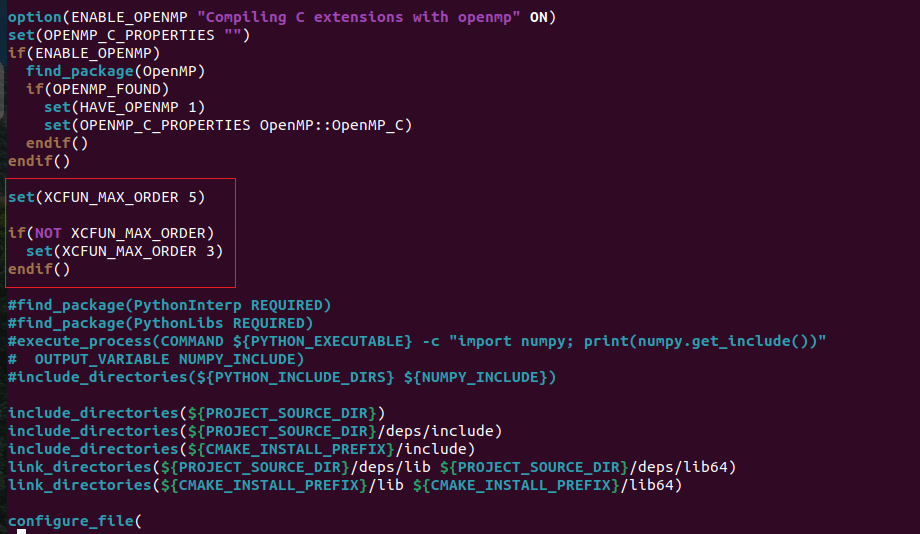 option(ENABLE_OPENMP "Compiling C extensions with openmp" ON)
set(OPENMP_C_PROPERTIES "")
if(ENABLE_OPENMP)
  find_package(OpenMP)
  if(OPENMP_FOUND)
    set(HAVE_OPENMP 1)
    set(OPENMP_C_PROPERTIES OpenMP::OpenMP_C)
  endif()
endif()
set(XCFUN_MAX_ORDER 5)
if(NOT XCFUN_MAX_ORDER)
  set(XCFUN_MAX_ORDER 3)
endif()
#find_package(PythonInterp REQUIRED)
#find_package(PythonLibs REQUIRED)
#execute_process(COMMAND ${PYTHON_EXECUTABLE} -c "import numpy; print(numpy.get_include())"
#  OUTPUT_VARIABLE NUMPY_INCLUDE)
#include_directories(${PYTHON_INCLUDE_DIRS} ${NUMPY_INCLUDE})
include_directories(${PROJECT_SOURCE_DIR})
include_directories(${PROJECT_SOURCE_DIR}/deps/include)
include_directories(${CMAKE_INSTALL_PREFIX}/include)
link_directories(${PROJECT_SOURCE_DIR}/deps/lib ${PROJECT_SOURCE_DIR}/deps/lib64)
link_directories(${CMAKE_INSTALL_PREFIX}/lib ${CMAKE_INSTALL_PREFIX}/lib64)
configure_file(